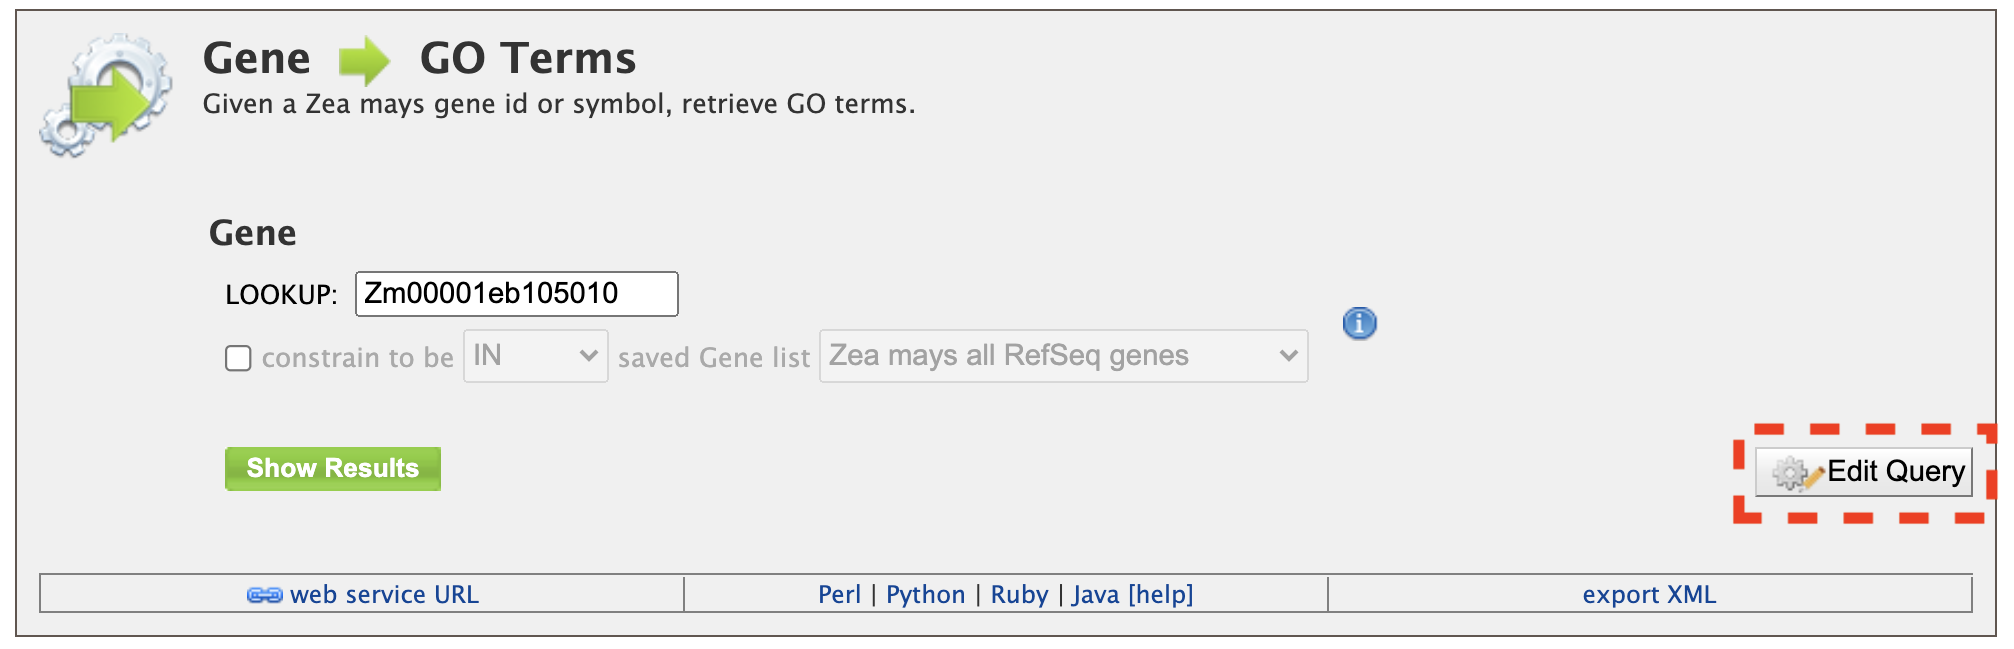 Gene GO Terms
Given a Zea mays gene id or symbol, retrieve GO terms.
Gene
LOOKUP: Zm00001eb105010
constrain to be IN saved Gene list Zea mays all RefSeq genes
i
Show Results
Edit Query
web service URL
Perl | Python | Ruby | Java [help]
export XML